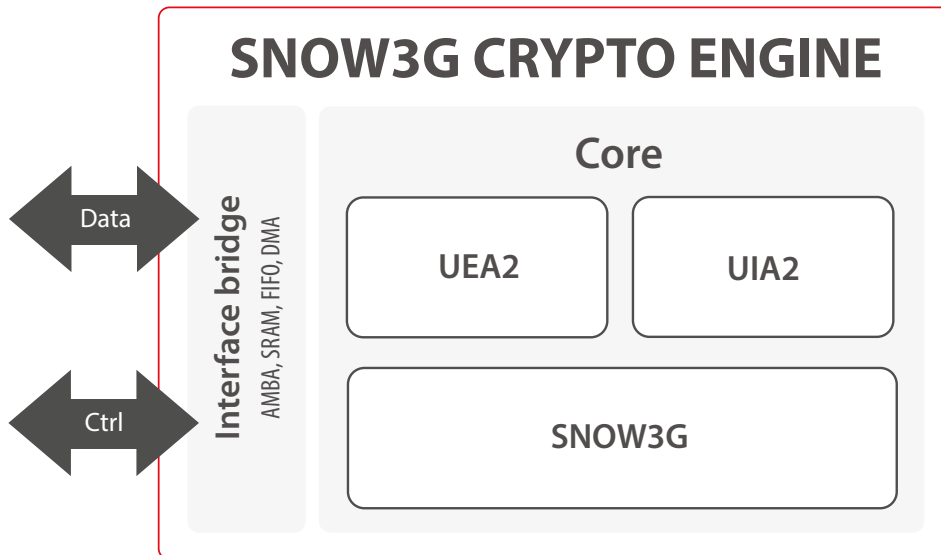 SNOW3G CRYPTO ENGINE
Data
Ctrl
Interface bridge
AMBA, SRAM, FIFO, DMA
Core
UEA2
UIA2
SNOW3G